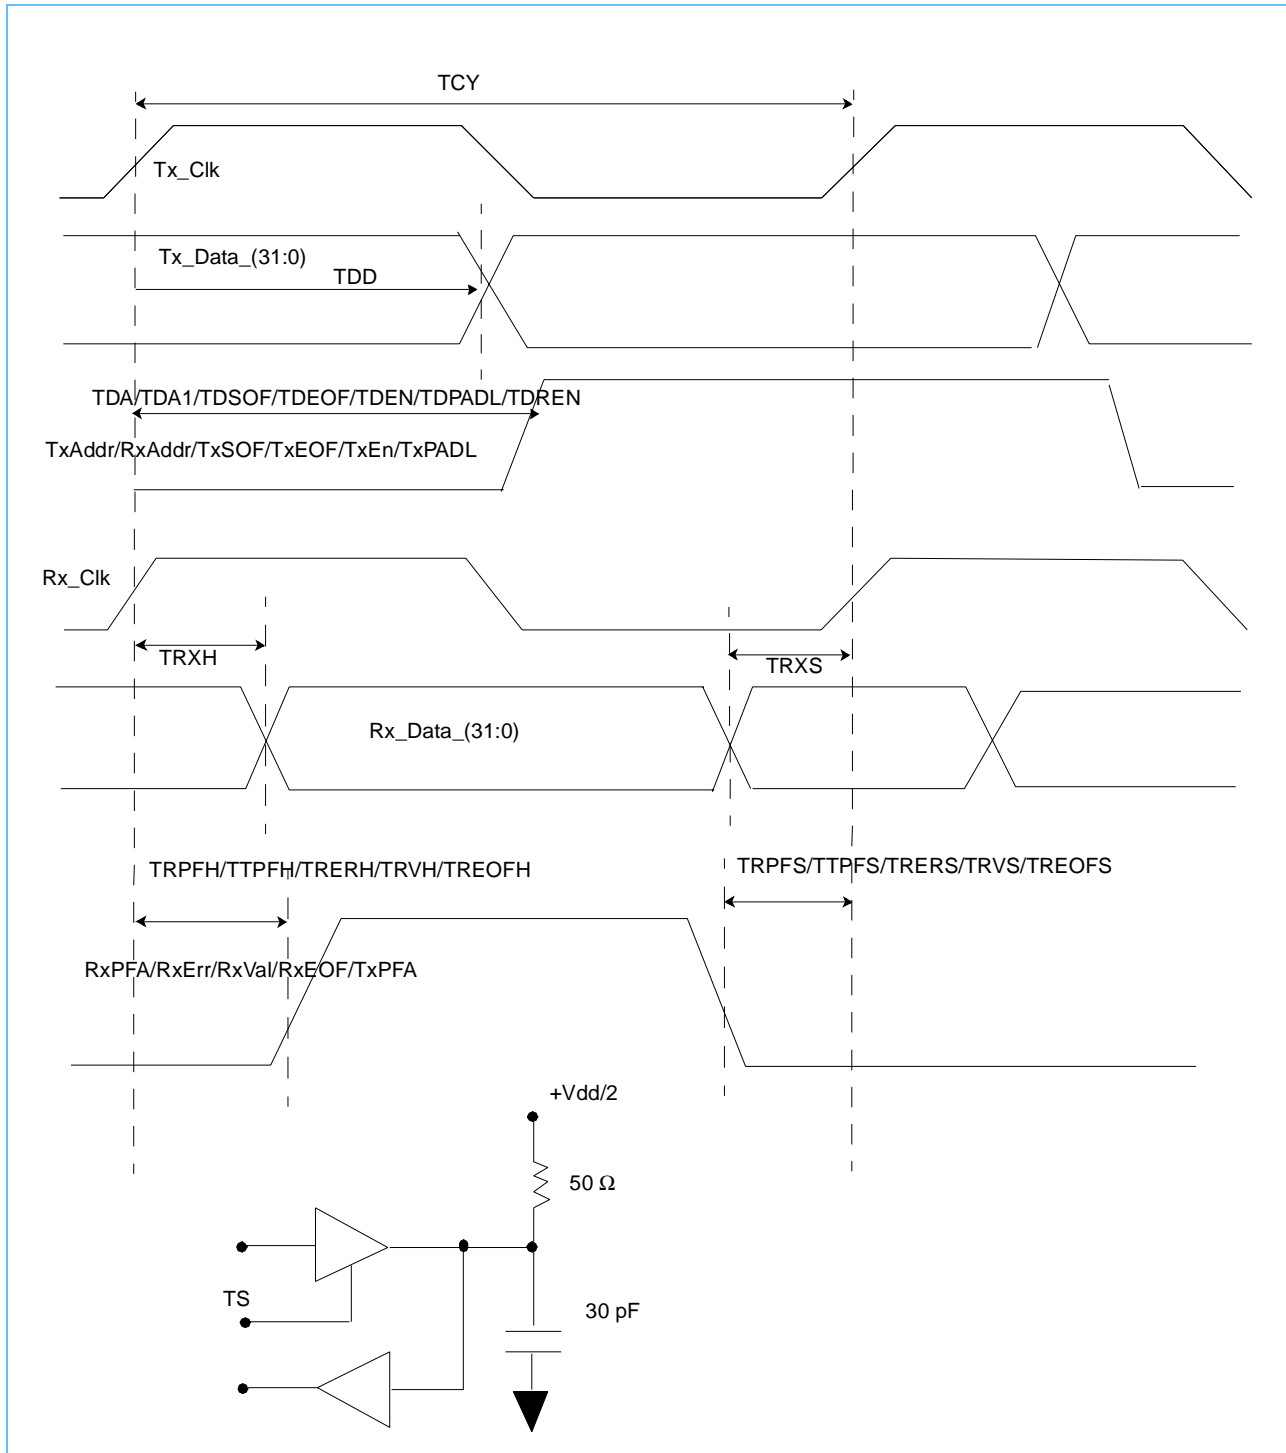 TCY
Tx_Clk
Tx_Data_(31:0)
TDD
TDA/TDA1/TDSOF/TDEOF/TDEN/TDPADL/TDREN
TxAddr/RxAddr/TxSOF/TxEOF/TxEn/TxPADL
Rx_Clk
TRXH
TRXS
Rx_Data_(31:0)
TRPFH/TTPFH/TRERH/TRVH/TREOFH
TRPFS/TTPFS/TRERS/TRVS/TREOFS
RxPFA/RxErr/RxVal/RxEOF/TxPFA
+Vdd/2
50 Ω
TS
30 pF